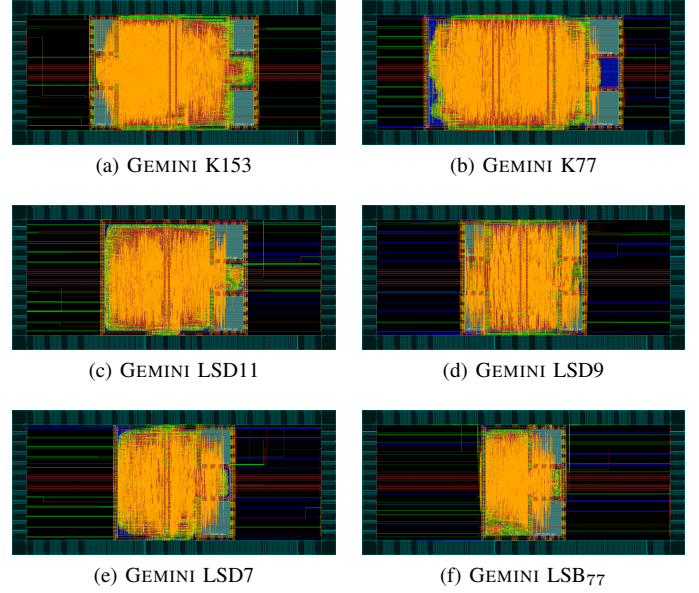 (a) GEMINI K153
(b) GEMINI K77
(c) GEMINI LSD11
(d) GEMINI LSD9
(e) GEMINI LSD7
(f) GEMINI LSB₇₇